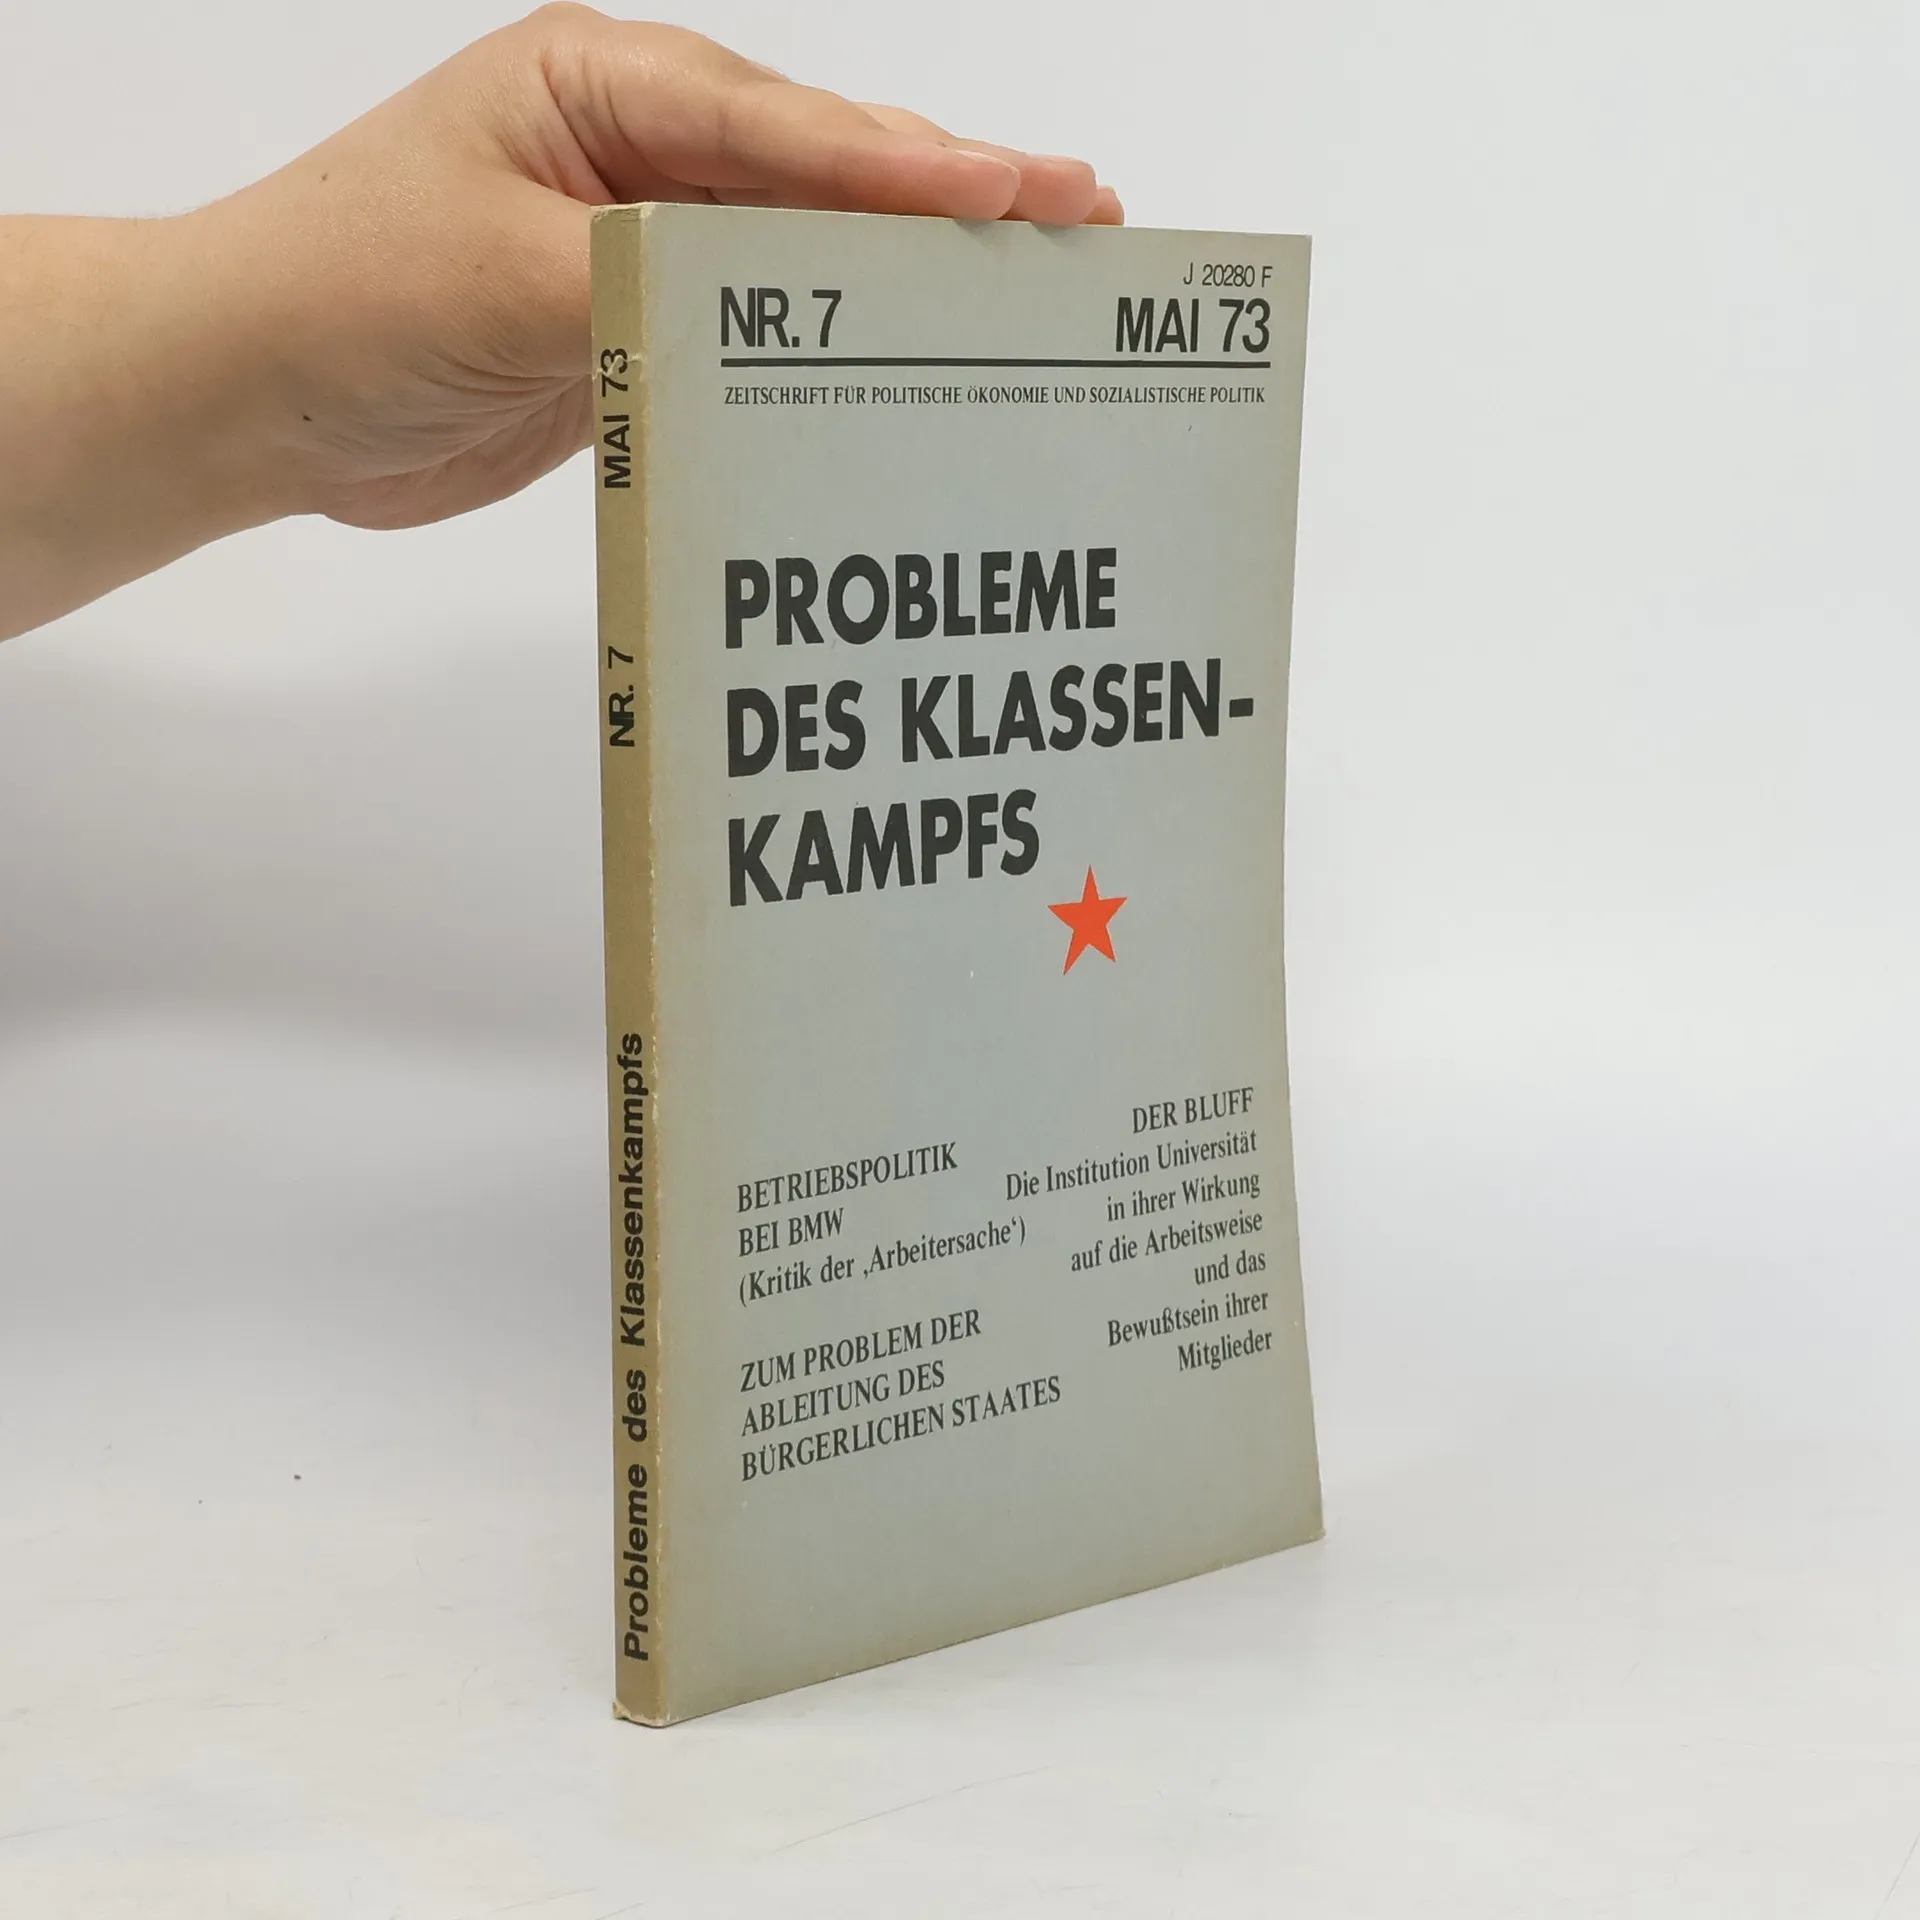 J 20280 F
NR. 7 MAI 73
ZEITSCHRIFT FÜR POLITISCHE ÖKONOMIE UND SOZIALISTISCHE POLITIK
PROBLEME
DES KLASSEN-
KAMPFS
BETRIEBSPOLITIK
BEI BMW
(Kritik der ‚Arbeitersache‘)
ZUM PROBLEM DER
ABLEITUNG DES
BÜRGERLICHEN STAATES
DER BLUFF
Die Institution Universität
in ihrer Wirkung
auf die Arbeitsweise
und das
Bewußtsein ihrer
Mitglieder
Probleme des Klassenkampfs NR. 7 MAI 73